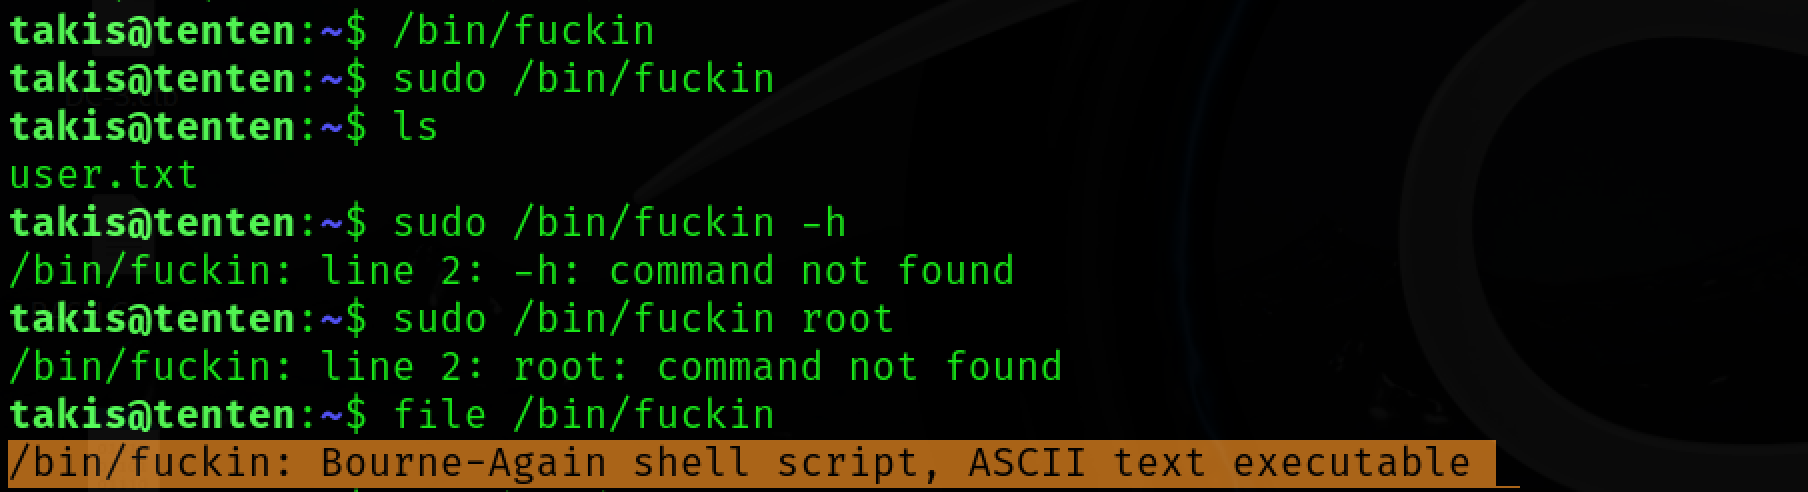 takis@tenten:~$ /bin/fuckin
takis@tenten:~$ sudo /bin/fuckin
takis@tenten:~$ ls
user.txt
takis@tenten:~$ sudo /bin/fuckin -h
/bin/fuckin: line 2: -h: command not found
takis@tenten:~$ sudo /bin/fuckin root
/bin/fuckin: line 2: root: command not found
takis@tenten:~$ file /bin/fuckin
/bin/fuckin: Bourne-Again shell script, ASCII text executable